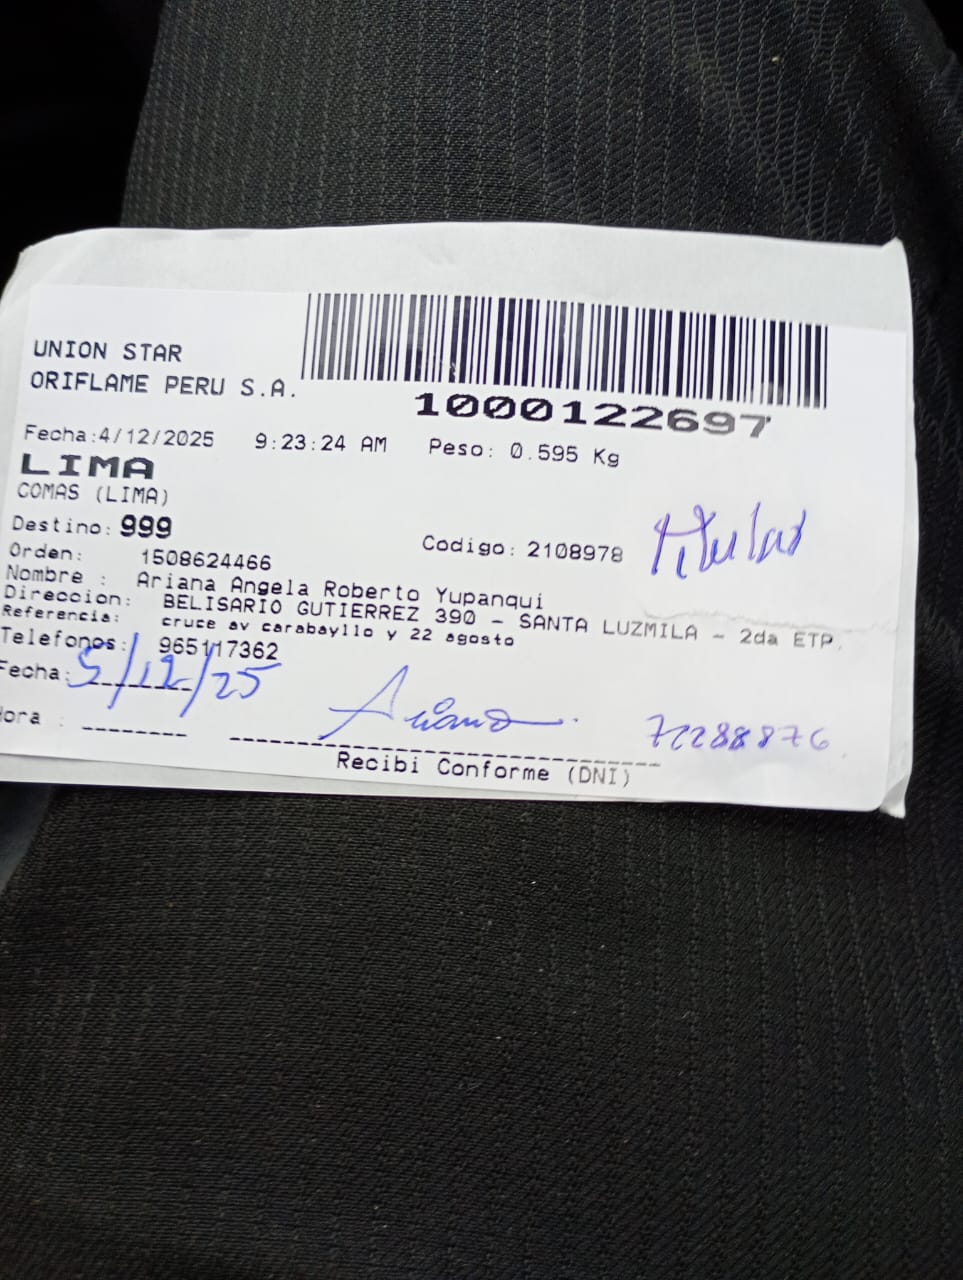 UNION STAR
ORIFLAME PERU S.A.
1000122697
Fecha:4/12/2025 9:23:24 AM Peso: 0.595 Kg
LIMA
COMAS (LIMA)
Destino: 999
Codigo: 2108978 titular
Orden: 1508624466
Nombre : Ariana Angela Roberto Yupanqui
Direccion: BELISARIO GUTIERREZ 390 - SANTA LUZMILA - 2da ETP.
Referencia: cruce av carabayllo y 22 agosto
Telefonos: 965117362
Fecha: 5/12/25
Hora : Ariana 72288876
Recibi Conforme (DNI)